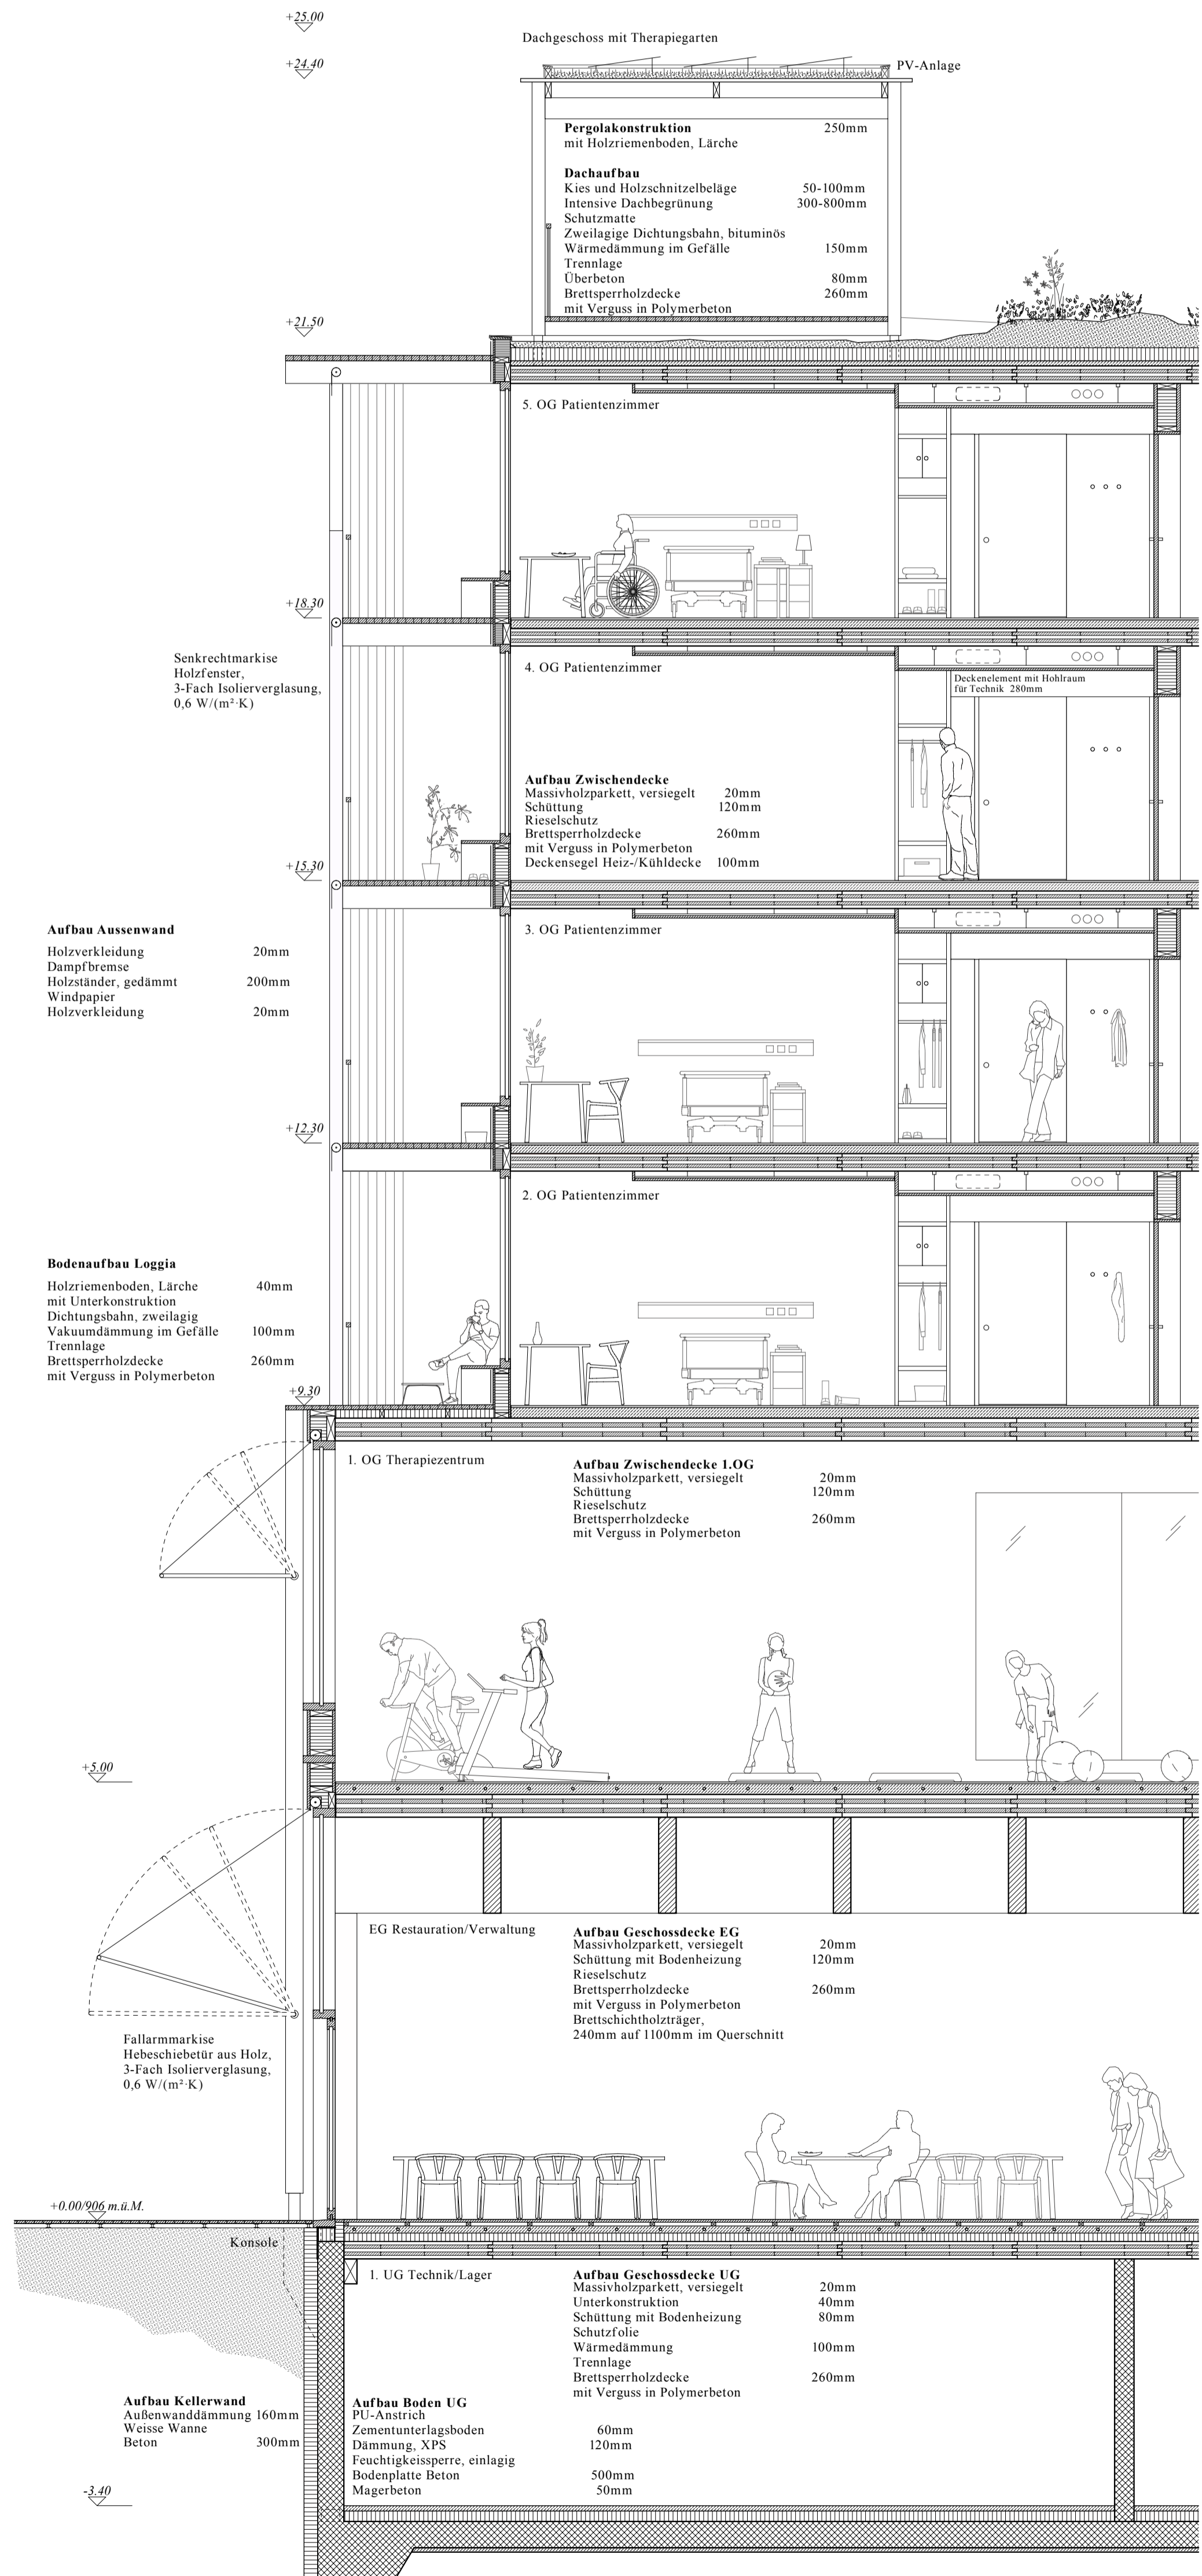 +25.00
Dachgeschoss mit Therapiegarten
+24.40
PV-Anlage
Pergolakonstruktion 250mm
mit Holzriemenboden, Lärche
Dachaufbau
Kies und Holzschnitzelbeläge 50-100mm
Intensive Dachbegrünung 300-800mm
Schutzmatte
Zweilagige Dichtungsbahn, bituminös
Wärmedämmung im Gefälle 150mm
Trennlage
Überbeton 80mm
Brettsperrholzdecke 260mm
mit Verguss in Polymerbeton
+21.50
5. OG Patientenzimmer
+18.30
Senkrechtmarkise
Holzfenster,
3-Fach Isolierverglasung,
0,6 W/(m²·K)
4. OG Patientenzimmer
Deckenelement mit Hohlraum
für Technik 280mm
Aufbau Zwischendecke
Massivholzparkett, versiegelt 20mm
Schüttung 120mm
Rieselschutz
Brettsperrholzdecke 260mm
mit Verguss in Polymerbeton
Deckensegel Heiz-/Kühldecke 100mm
+15.30
Aufbau Aussenwand
Holzverkleidung 20mm
Dampfbremse
Holzständer, gedämmt 200mm
Windpapier
Holzverkleidung 20mm
3. OG Patientenzimmer
+12.30
2. OG Patientenzimmer
Bodenaufbau Loggia
Holzriemenboden, Lärche 40mm
mit Unterkonstruktion
Dichtungsbahn, zweilagig
Vakuumdämmung im Gefälle 100mm
Trennlage
Brettsperrholzdecke 260mm
mit Verguss in Polymerbeton
+9.30
1. OG Therapiezentrum
Aufbau Zwischendecke 1.OG
Massivholzparkett, versiegelt 20mm
Schüttung 120mm
Rieselschutz
Brettsperrholzdecke 260mm
mit Verguss in Polymerbeton
+5.00
EG Restauration/Verwaltung
Aufbau Geschossdecke EG
Massivholzparkett, versiegelt 20mm
Schüttung mit Bodenheizung 120mm
Rieselschutz
Brettsperrholzdecke 260mm
mit Verguss in Polymerbeton
Brettschichtholzträger,
240mm auf 1100mm im Querschnitt
Fallarmmarkise
Hebeschiebetür aus Holz,
3-Fach Isolierverglasung,
0,6 W/(m²·K)
+0.00/906 m.ü.M.
Konsole
1. UG Technik/Lager
Aufbau Geschossdecke UG
Massivholzparkett, versiegelt 20mm
Unterkonstruktion 40mm
Schüttung mit Bodenheizung 80mm
Schutzfolie
Wärmedämmung 100mm
Trennlage
Brettsperrholzdecke 260mm
mit Verguss in Polymerbeton
Aufbau Kellerwand
Außenwanddämmung 160mm
Weisse Wanne
Beton 300mm
Aufbau Boden UG
PU-Anstrich
Zementunterlagsboden 60mm
Dämmung, XPS 120mm
Feuchtigkeissperre, einlagig
Bodenplatte Beton 500mm
Magerbeton 50mm
-3.40